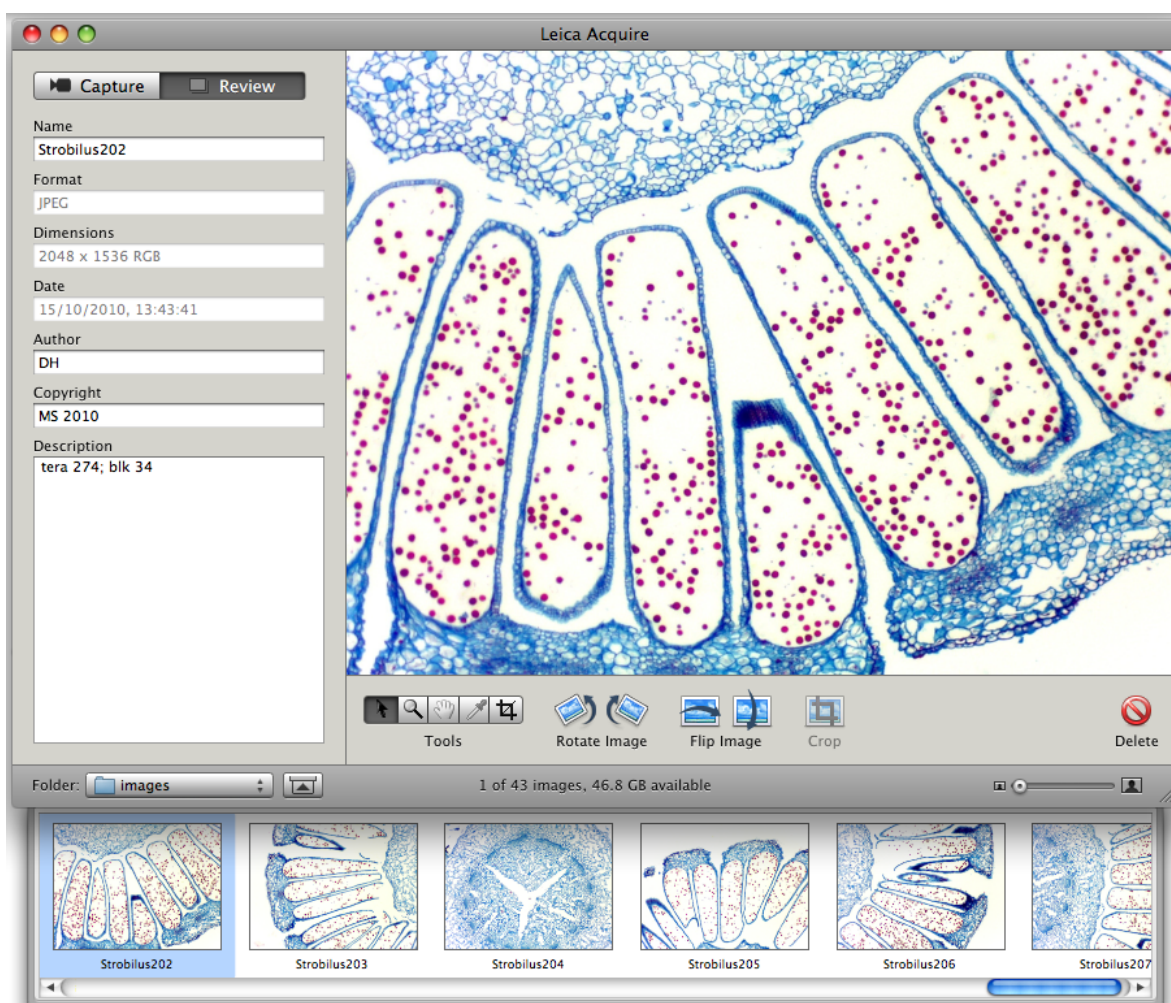 Leica Acquire
Capture
Review
Name
Strobilus202
Format
JPEG
Dimensions
2048 x 1536 RGB
Date
15/10/2010, 13:43:41
Author
DH
Copyright
MS 2010
Description
tera 274; blk 34
Tools
Rotate Image
Flip Image
Crop
Delete
Folder:
images
1 of 43 images, 46.8 GB available
Strobilus202
Strobilus203
Strobilus204
Strobilus205
Strobilus206
Strobilus207